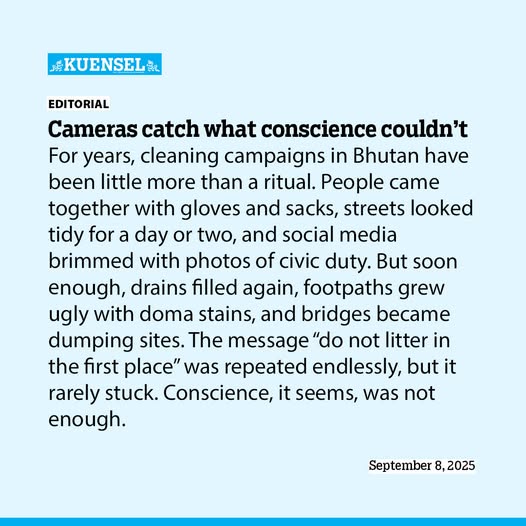 KUENSEL
EDITORIAL
Cameras catch what conscience couldn't
For years, cleaning campaigns in Bhutan have
been little more than a ritual. People came
together with gloves and sacks, streets looked
tidy for a day or two, and social media
brimmed with photos of civic duty. But soon
enough, drains filled again, footpaths grew
ugly with doma stains, and bridges became
dumping sites. The message “do not litter in
the first place” was repeated endlessly, but it
rarely stuck. Conscience, it seems, was not
enough.
September 8, 2025